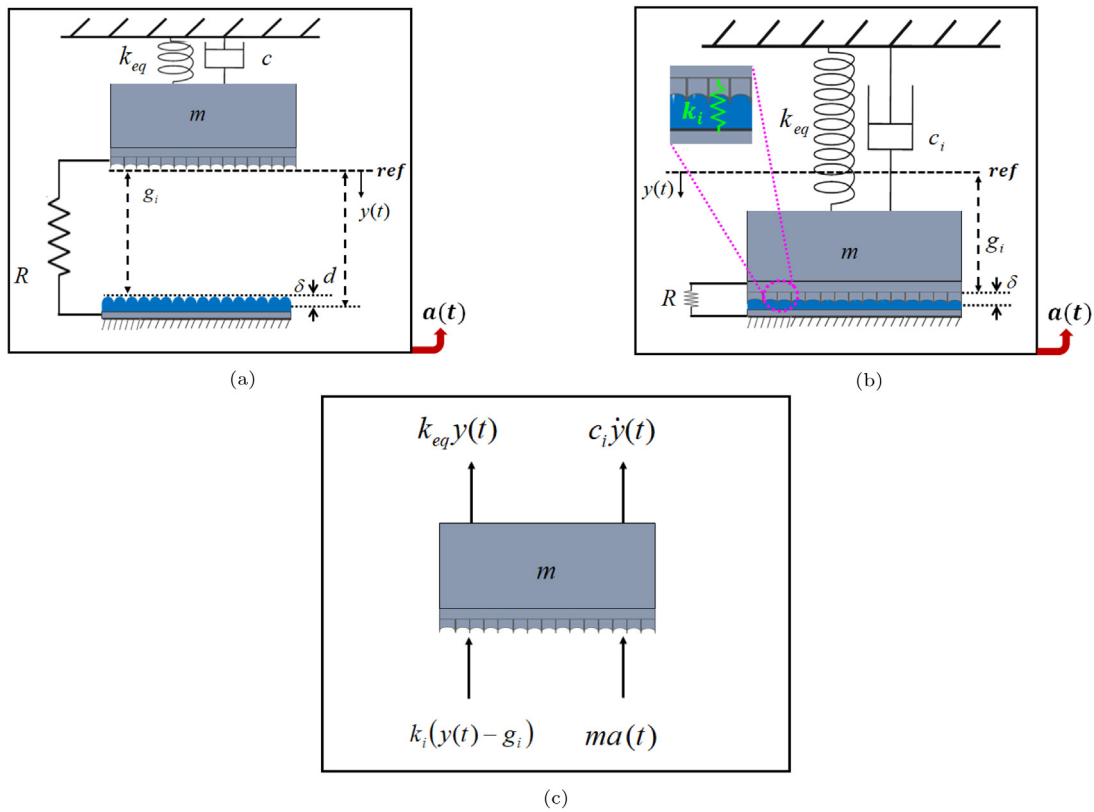 k_eq
c
m
ref
g_i
y(t)
R
δ
d
a(t)
(a)
k_i
k_eq
c_i
ref
y(t)
g_i
m
R
δ
a(t)
(b)
k_eq y(t)
c_i ẏ(t)
m
k_i(y(t) − g_i)
ma(t)
(c)